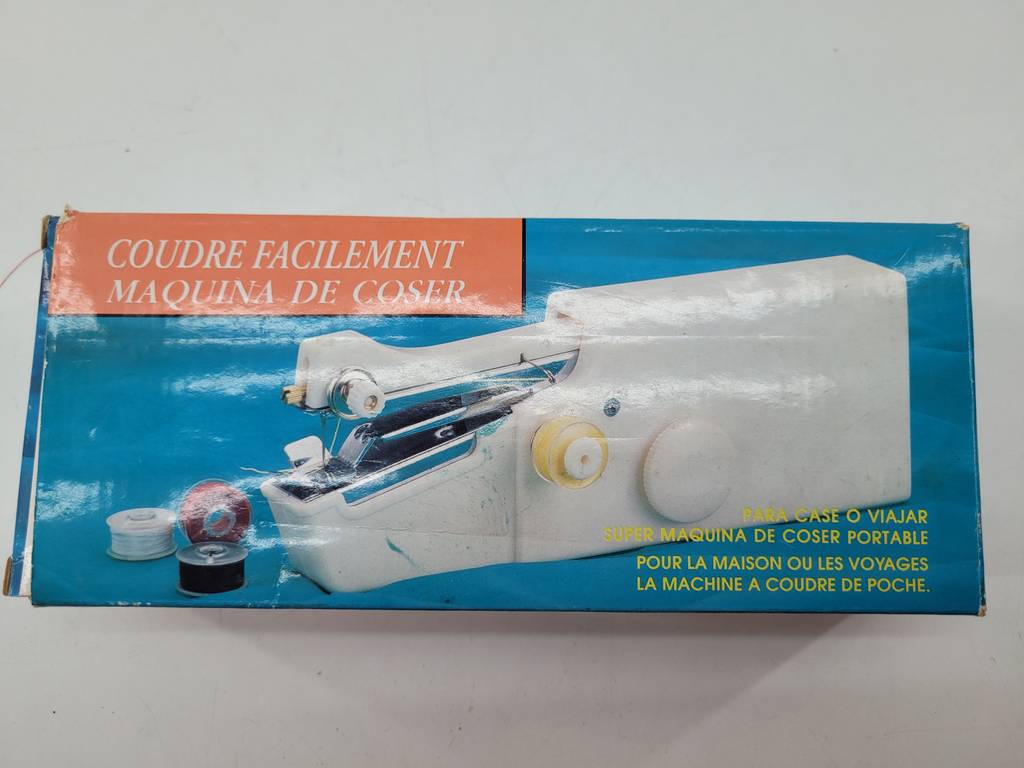 COUDRE FACILEMENT
MAQUINA DE COSER
PARA CASE O VIAJAR
SUPER MAQUINA DE COSER PORTABLE
POUR LA MAISON OU LES VOYAGES
LA MACHINE A COUDRE DE POCHE.